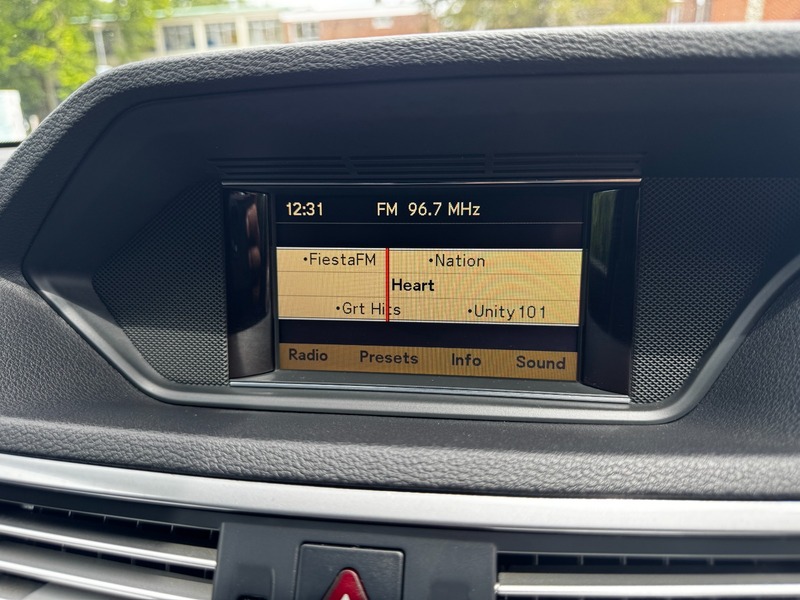 12:31 FM 96.7 MHz
•FiestaFM •Nation
Heart
•Grt Hits •Unity 101
Radio Presets Info Sound